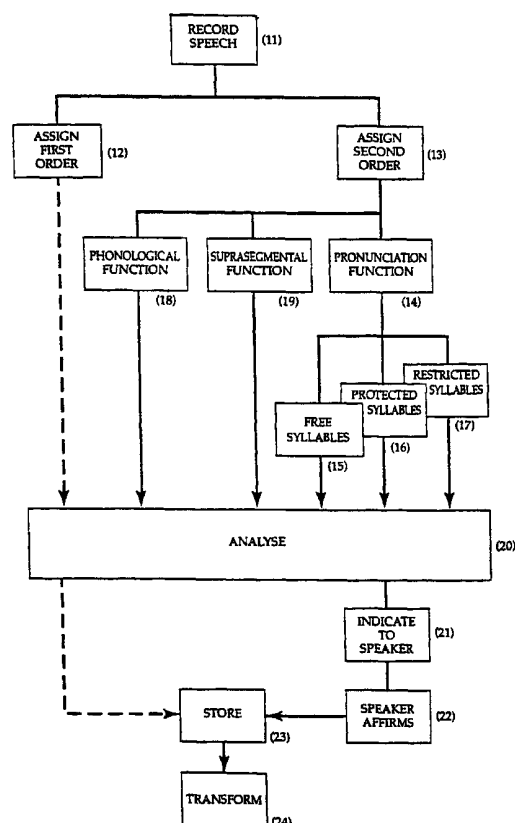 RECORD
SPEECH
(11)
ASSIGN
FIRST
ORDER
(12)
ASSIGN
SECOND
ORDER
(13)
PHONOLOGICAL
FUNCTION
(18)
SUPRASEGMENTAL
FUNCTION
(19)
PRONUNCIATION
FUNCTION
(14)
RESTRICTED
SYLLABLES
(17)
PROTECTED
SYLLABLES
(16)
FREE
SYLLABLES
(15)
ANALYSE
(20)
INDICATE
TO
SPEAKER
(21)
SPEAKER
AFFIRMS
(22)
STORE
(23)
TRANSFORM
(24)